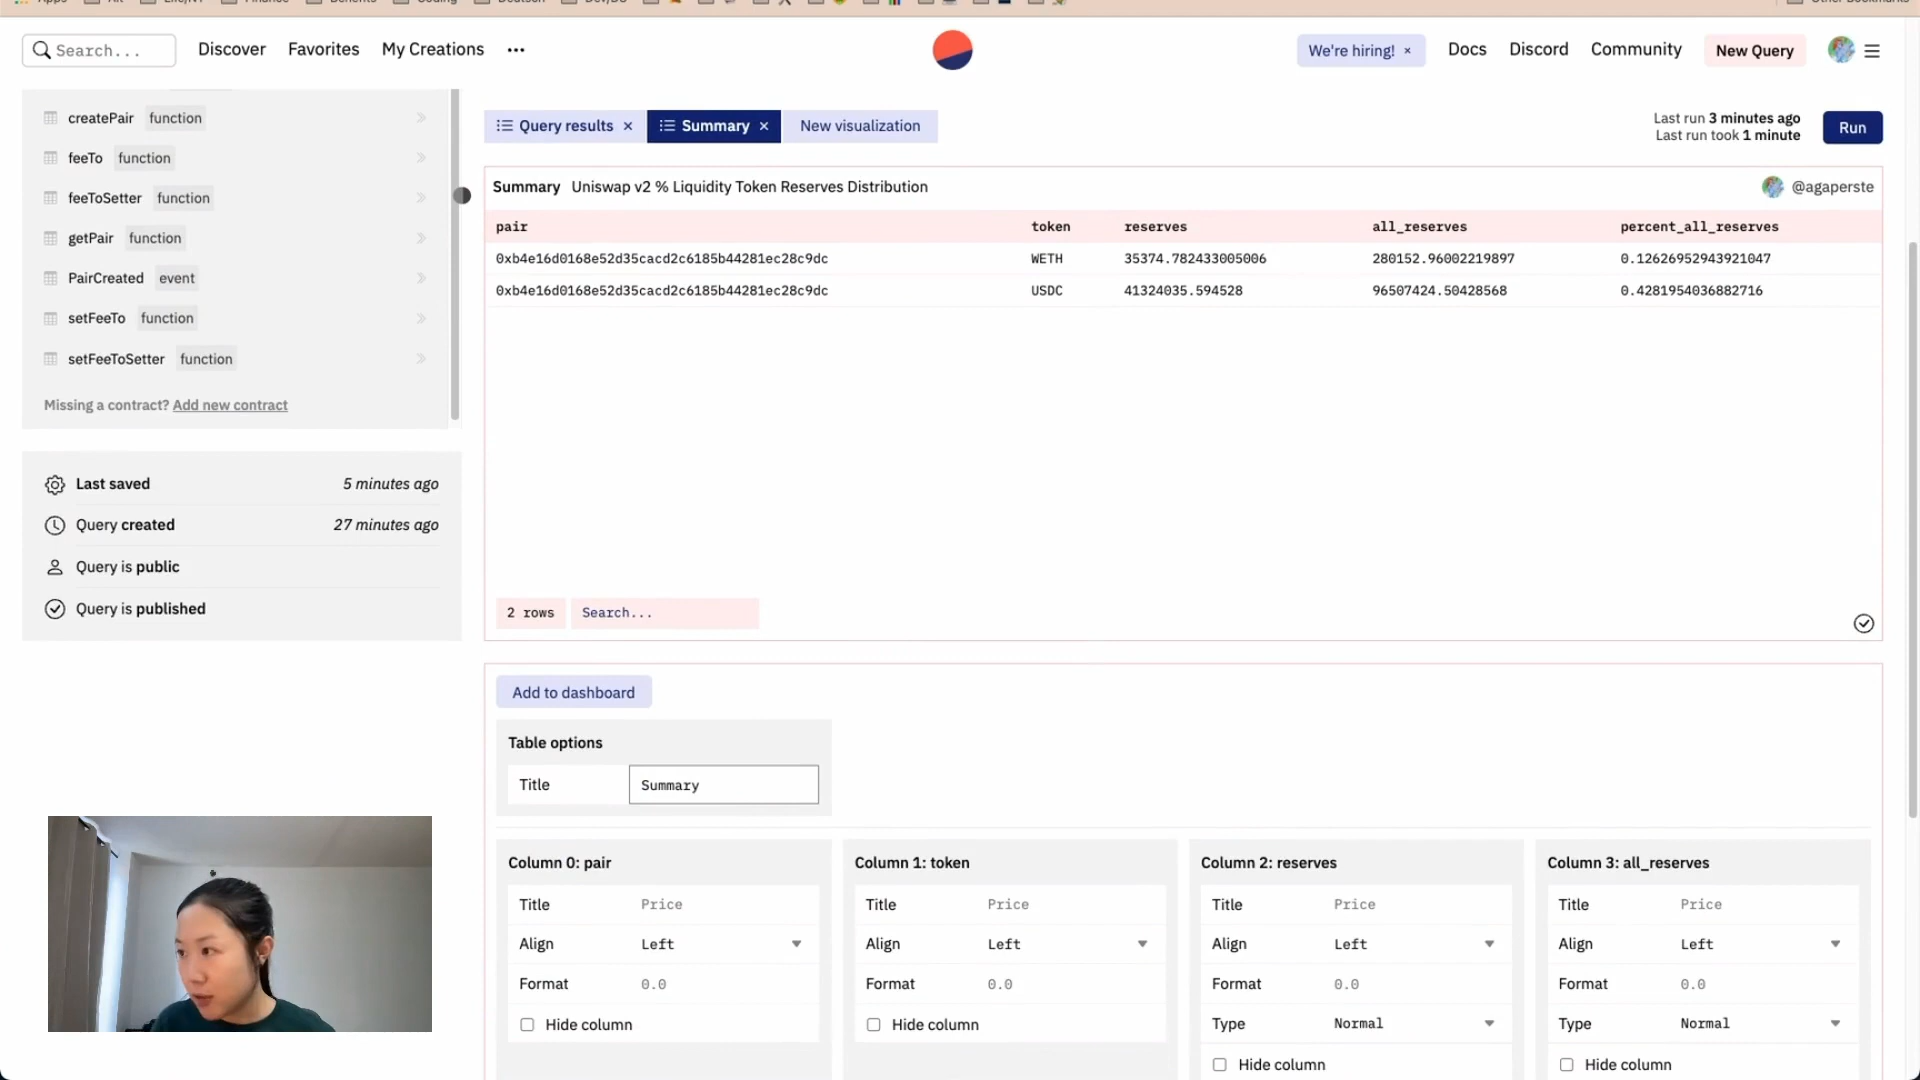 Search...
Discover
Favorites
My Creations
We're hiring! ×
Docs
Discord
Community
New Query
createPair function
feeTo function
feeToSetter function
getPair function
PairCreated event
setFeeTo function
setFeeToSetter function
Missing a contract? Add new contract
Last saved 5 minutes ago
Query created 27 minutes ago
Query is public
Query is published
Query results ×
Summary ×
New visualization
Last run 3 minutes ago
Last run took 1 minute
Run
Summary Uniswap v2 % Liquidity Token Reserves Distribution
@agaperste
pair token reserves all_reserves percent_all_reserves
0xb4e16d0168e52d35cacd2c6185b44281ec28c9dc WETH 35374.782433005006 280152.96002219897 0.12626952943921047
0xb4e16d0168e52d35cacd2c6185b44281ec28c9dc USDC 41324035.594528 96507424.50428568 0.4281954036882716
2 rows
Search...
Add to dashboard
Table options
Title Summary
Column 0: pair
Title Price
Align Left
Format 0.0
Hide column
Column 1: token
Title Price
Align Left
Format 0.0
Hide column
Column 2: reserves
Title Price
Align Left
Format 0.0
Type Normal
Hide column
Column 3: all_reserves
Title Price
Align Left
Format 0.0
Type Normal
Hide column